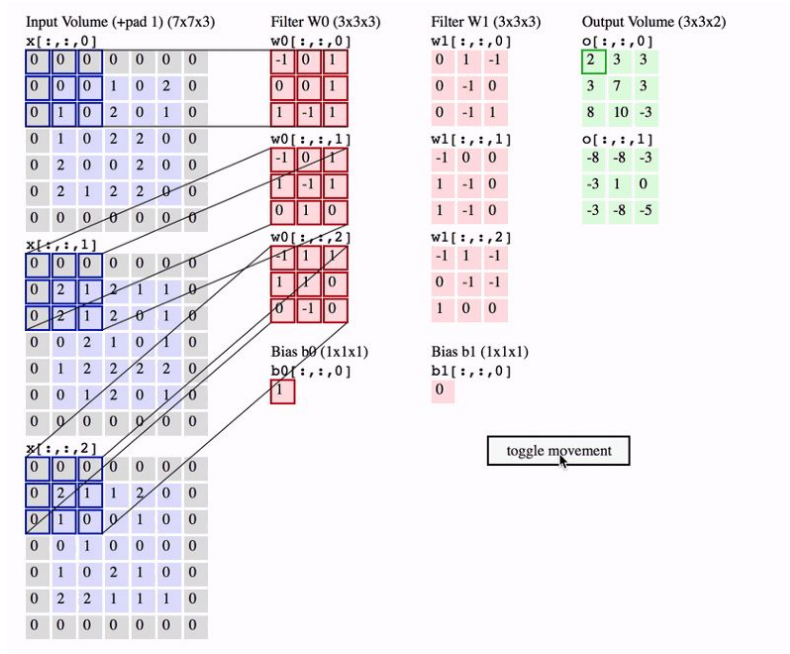 Input Volume (+pad 1) (7x7x3)
x[:,:,0]
0 0 0 0 0 0 0
0 0 0 1 0 2 0
0 1 0 2 0 1 0
0 1 0 2 2 0 0
0 2 0 0 2 0 0
0 2 1 2 2 0 0
0 0 0 0 0 0 0
x[:,:,1]
0 0 0 0 0 0 0
0 2 1 2 1 1 0
0 2 1 2 0 1 0
0 0 2 1 0 1 0
0 1 2 2 2 2 0
0 0 1 2 0 1 0
0 0 0 0 0 0 0
x[:,:,2]
0 0 0 0 0 0 0
0 2 1 1 2 0 0
0 1 0 0 1 0 0
0 0 1 0 0 0 0
0 1 0 2 1 0 0
0 2 2 1 1 1 0
0 0 0 0 0 0 0
Filter W0 (3x3x3)
w0[:,:,0]
-1 0 1
0 0 1
1 -1 1
w0[:,:,1]
-1 0 1
1 -1 1
0 1 0
w0[:,:,2]
-1 1 1
1 1 0
0 -1 0
Bias b0 (1x1x1)
b0[:,:,0]
1
Filter W1 (3x3x3)
w1[:,:,0]
0 1 -1
0 -1 0
0 -1 1
w1[:,:,1]
-1 0 0
1 -1 0
1 -1 0
w1[:,:,2]
-1 1 -1
0 -1 -1
1 0 0
Bias b1 (1x1x1)
b1[:,:,0]
0
Output Volume (3x3x2)
o[:,:,0]
2 3 3
3 7 3
8 10 -3
o[:,:,1]
-8 -8 -3
-3 1 0
-3 -8 -5
toggle movement